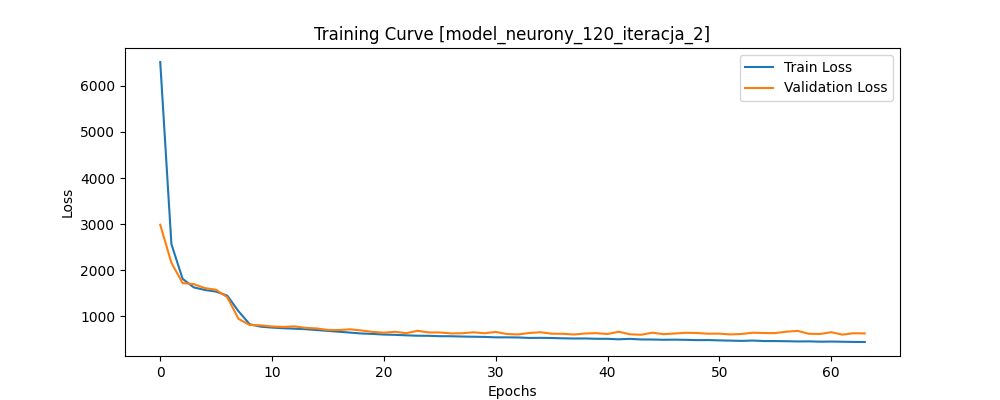 Training Curve [model_neurony_120_iteracja_2]
Train Loss
Validation Loss
6000
5000
4000
3000
2000
1000
Loss
0 10 20 30 40 50 60
Epochs